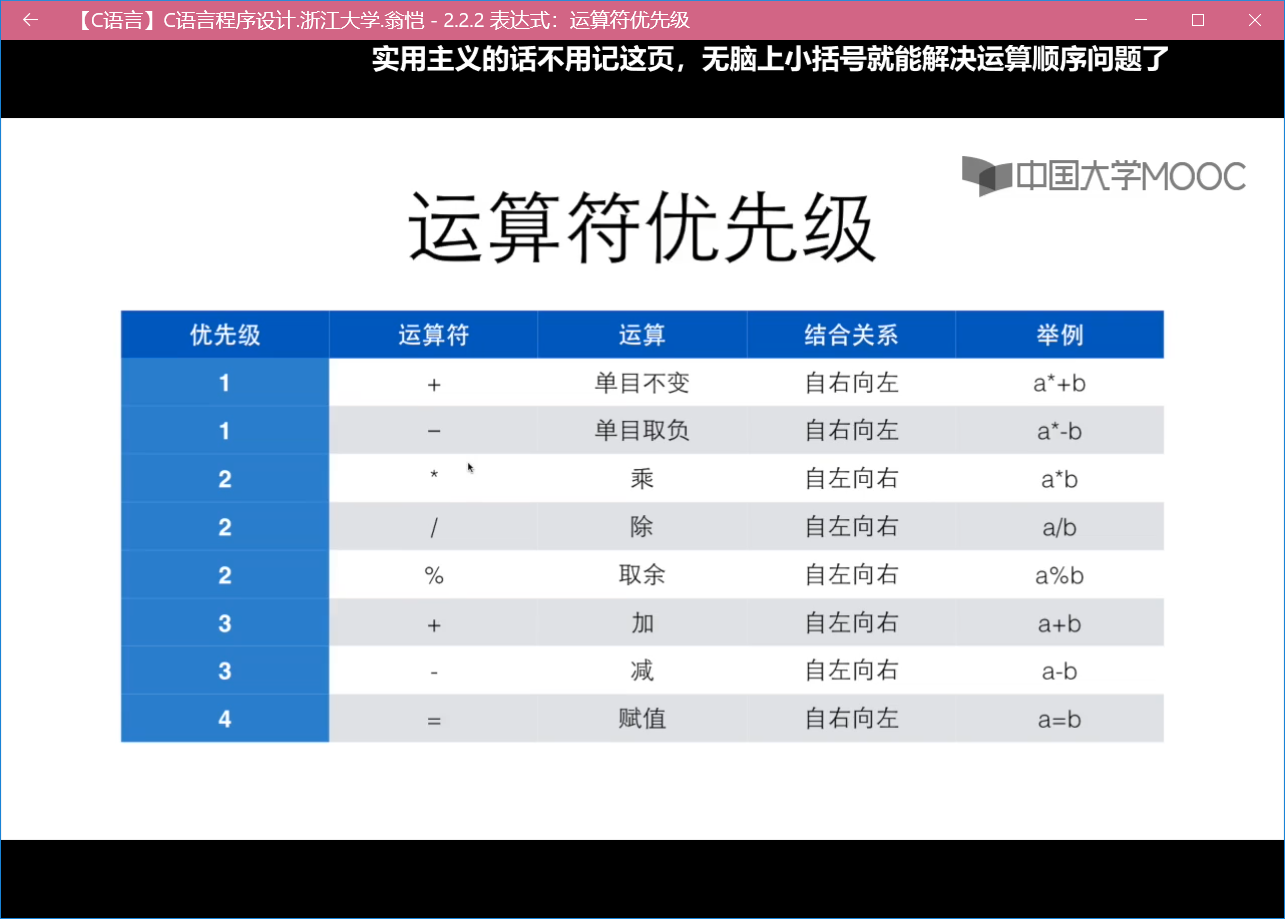 【C语言】C语言程序设计.浙江大学.翁恺 - 2.2.2 表达式：运算符优先级
实用主义的话不用记这页，无脑上小括号就能解决运算顺序问题了
中国大学MOOC
运算符优先级
优先级 运算符 运算 结合关系 举例
1 + 单目不变 自右向左 a*+b
1 − 单目取负 自右向左 a*-b
2 * 乘 自左向右 a*b
2 / 除 自左向右 a/b
2 % 取余 自左向右 a%b
3 + 加 自左向右 a+b
3 - 减 自左向右 a-b
4 = 赋值 自右向左 a=b